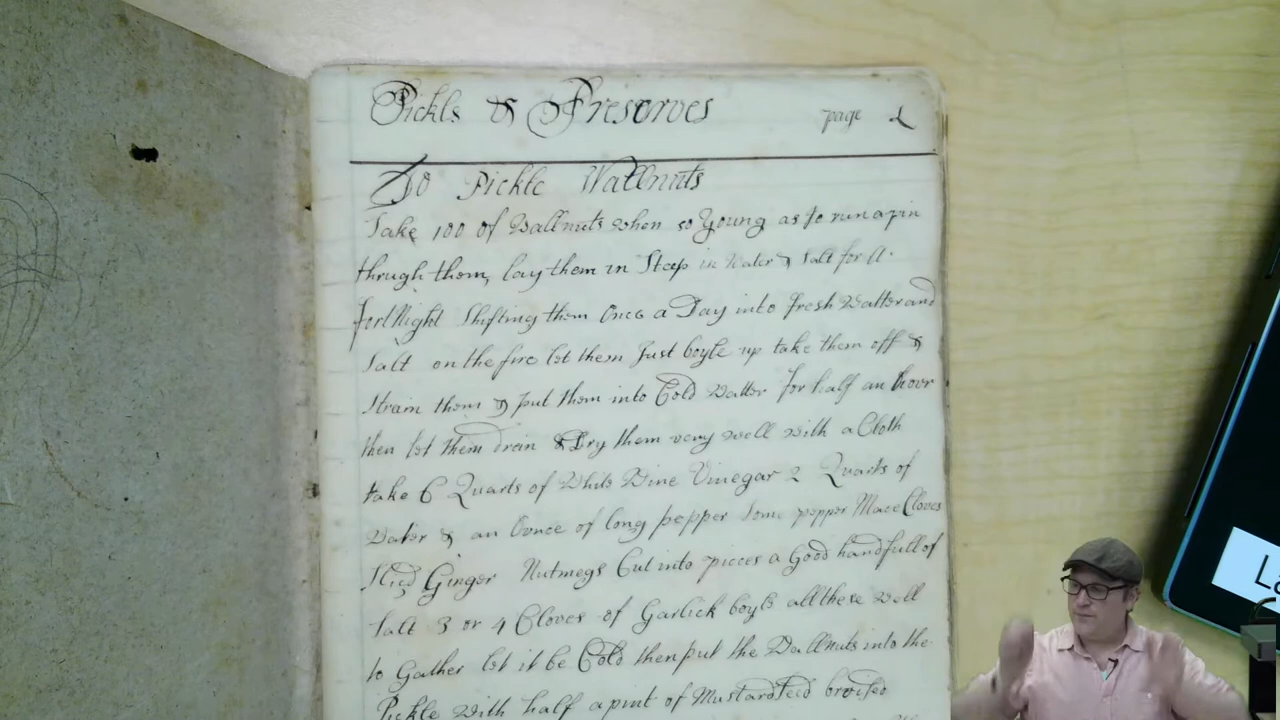 Pickls & Preserves page 1
To Pickle Wallnuts
Take 100 of Wallnuts when so Young as to run a pin
through them, lay them in Steep in Water & Salt for A
fortNight Shifting them Once a Day into fresh Watter and
Salt on the fire let them Just boyle up take them off &
Strain them & put them into Cold Watter for half an hour
then let them drein & Dry them very well with a Cloth
take 6 Quarts of White Wine Vinegar 2 Quarts of
Water & an Ounce of long pepper Some pepper Mace Cloves
Sliced Ginger Nutmegs Cut into pieces a Good handfull of
Salt 3 or 4 Cloves of Garlick boyle all these well
to Gather let it be Cold then put the Wallnuts into the
Pickle with half a pint of Mustard Seed broised